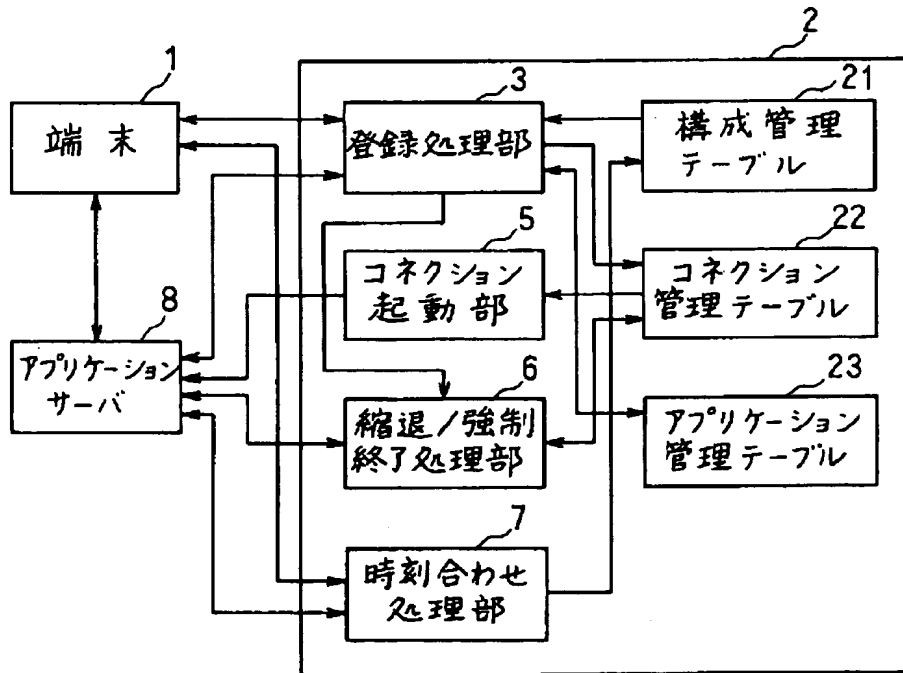 2
1
端末
3
登録処理部
21
構成管理
テーブル
5
コネクション
起動部
22
コネクション
管理テーブル
8
アプリケーション
サーバ
6
縮退/強制
終了処理部
23
アプリケーション
管理テーブル
7
時刻合わせ
処理部